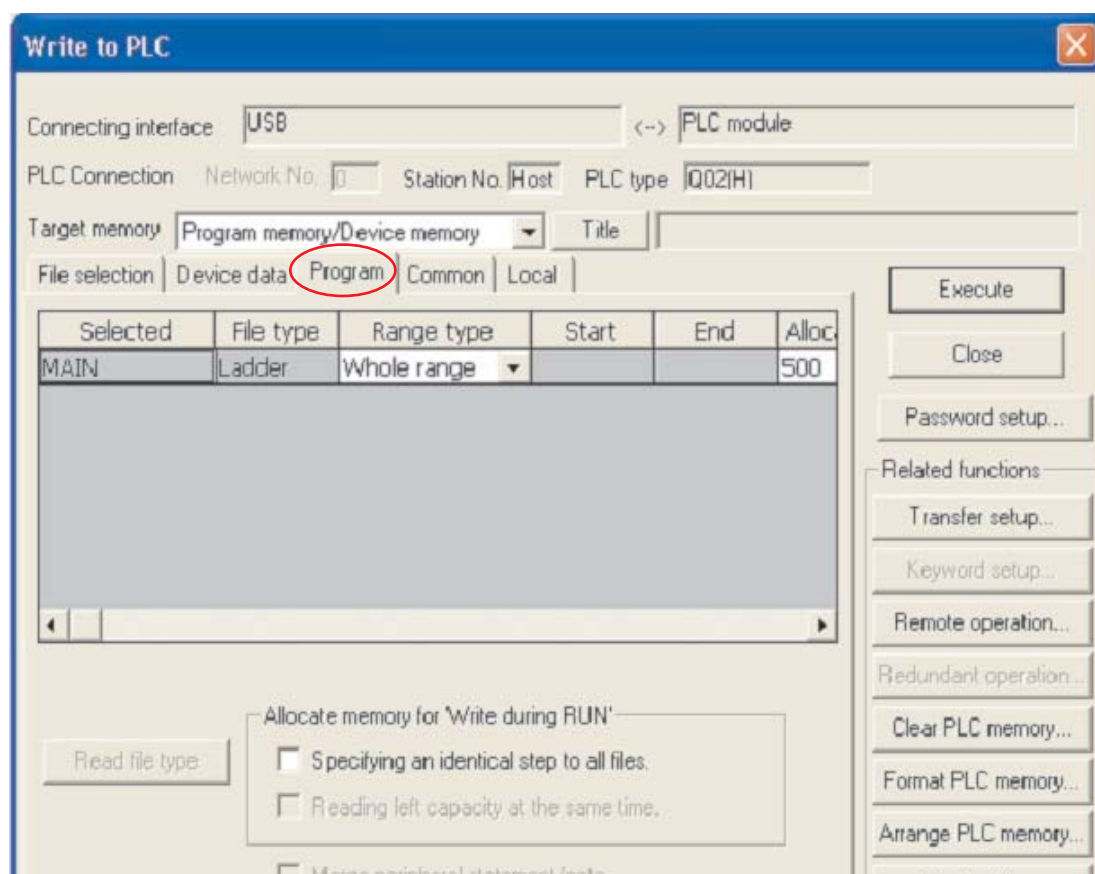 Write to PLC
Connecting interface USB <--> PLC module
PLC Connection Network No. 0 Station No. Host PLC type Q02(H)
Target memory Program memory/Device memory Title
File selection Device data Program Common Local
Execute
Selected File type Range type Start End Alloc
MAIN Ladder Whole range 500
Close
Password setup...
Related functions
Transfer setup...
Keyword setup...
Remote operation...
Redundant operation...
Allocate memory for 'Write during RUN'
Clear PLC memory...
Read file type
Specifying an identical step to all files.
Format PLC memory...
Reading left capacity at the same time.
Arrange PLC memory...